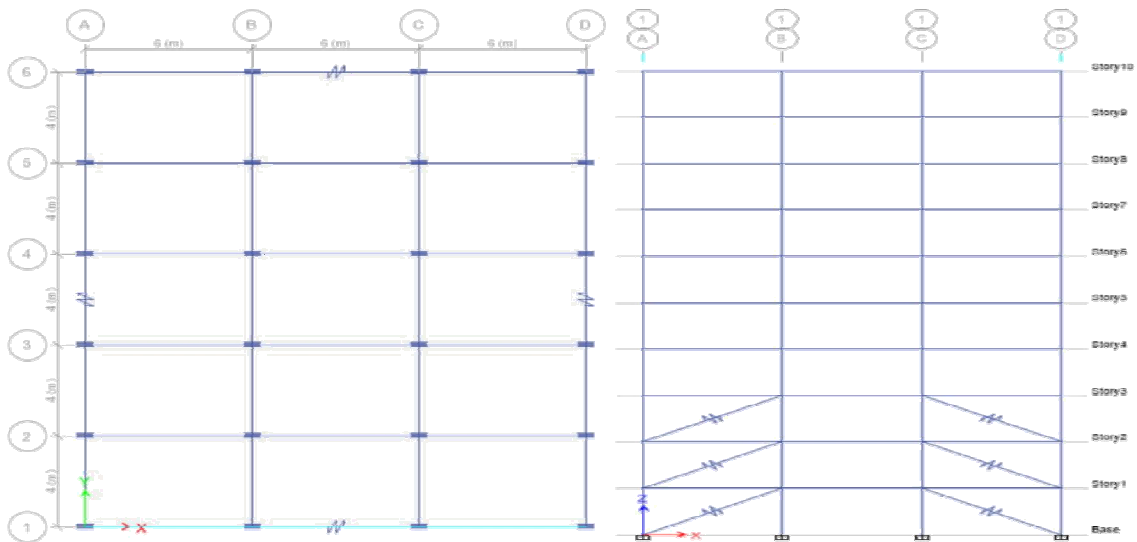 A B C D
6 (m) 6 (m) 6 (m)
6
4 (m)
5
4 (m)
4
4 (m)
3
4 (m)
2
4 (m)
1
Y
X
1 1 1 1
A B C D
Story10
Story9
Story8
Story7
Story6
Story5
Story4
Story3
Story2
Story1
Base
Z
X